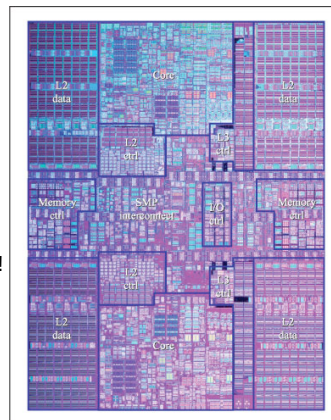 L2
data
Core
L2
data
L2
ctrl
L3
ctrl
Memory
ctrl
SMP
interconnect
I/O
ctrl
Memory
ctrl
!
L2
ctrl
L3
ctrl
L2
data
Core
L2
data